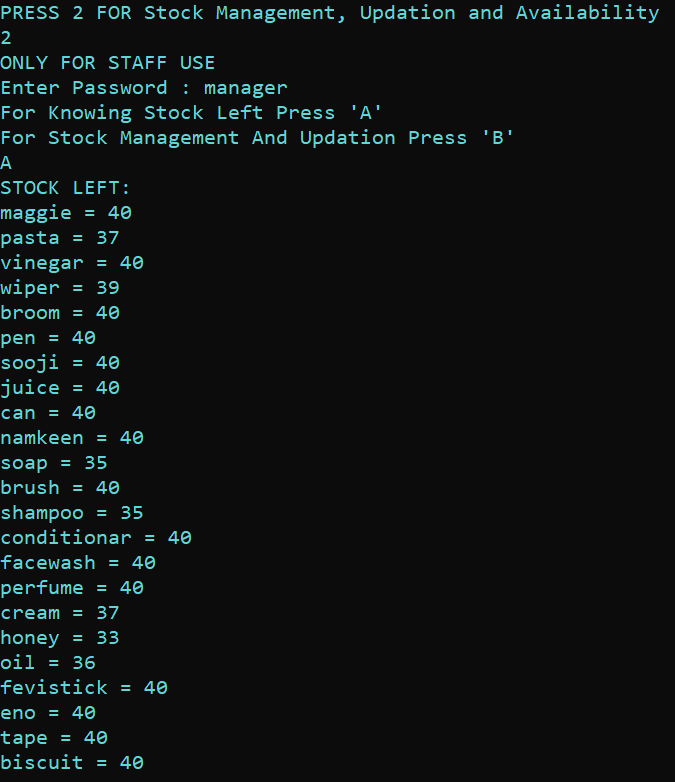 PRESS 2 FOR Stock Management, Updation and Availability
2
ONLY FOR STAFF USE
Enter Password : manager
For Knowing Stock Left Press 'A'
For Stock Management And Updation Press 'B'
A
STOCK LEFT:
maggie = 40
pasta = 37
vinegar = 40
wiper = 39
broom = 40
pen = 40
sooji = 40
juice = 40
can = 40
namkeen = 40
soap = 35
brush = 40
shampoo = 35
conditionar = 40
facewash = 40
perfume = 40
cream = 37
honey = 33
oil = 36
fevistick = 40
eno = 40
tape = 40
biscuit = 40